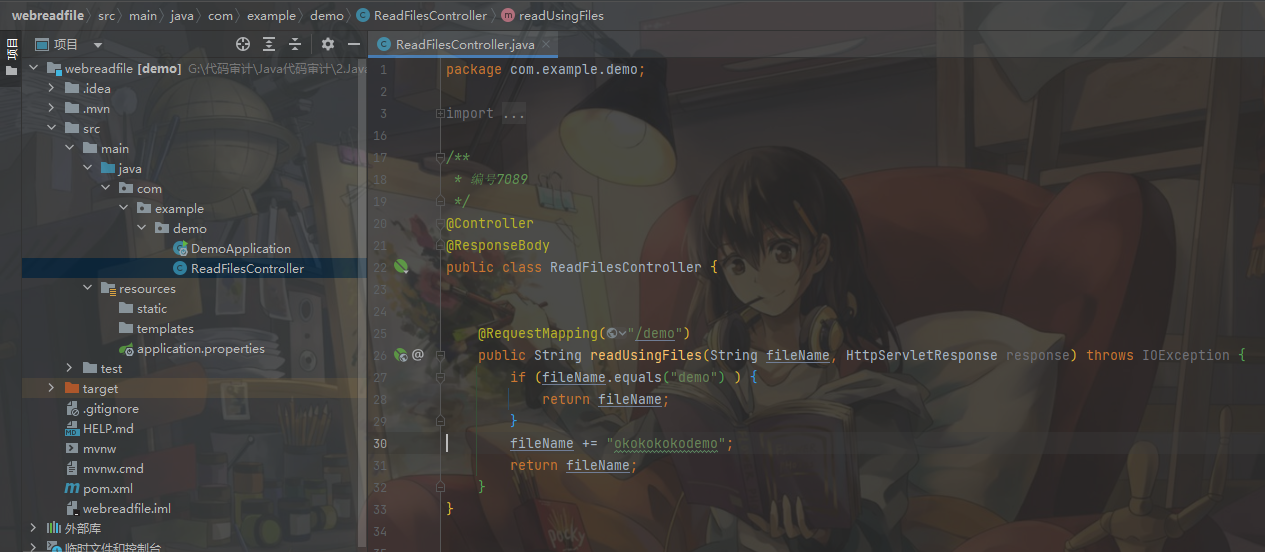 webreadfile src main java com example demo ReadFilesController readUsingFiles
项目
项目
webreadfile [demo] G:\代码审计\Java代码审计\2.Java
.idea
.mvn
src
main
java
com
example
demo
DemoApplication
ReadFilesController
resources
static
templates
application.properties
test
target
.gitignore
HELP.md
mvnw
mvnw.cmd
pom.xml
webreadfile.iml
外部库
临时文件和控制台
ReadFilesController.java
1 package com.example.demo;
2
3 import ...
16
17 /**
18 * 编号7089
19 */
20 @Controller
21 @ResponseBody
22 public class ReadFilesController {
23
24
25 @RequestMapping("/demo")
26 public String readUsingFiles(String fileName, HttpServletResponse response) throws IOException {
27 if (fileName.equals("demo") ) {
28 return fileName;
29 }
30 fileName += "okokokokodemo";
31 return fileName;
32 }
33 }
34
POCKY